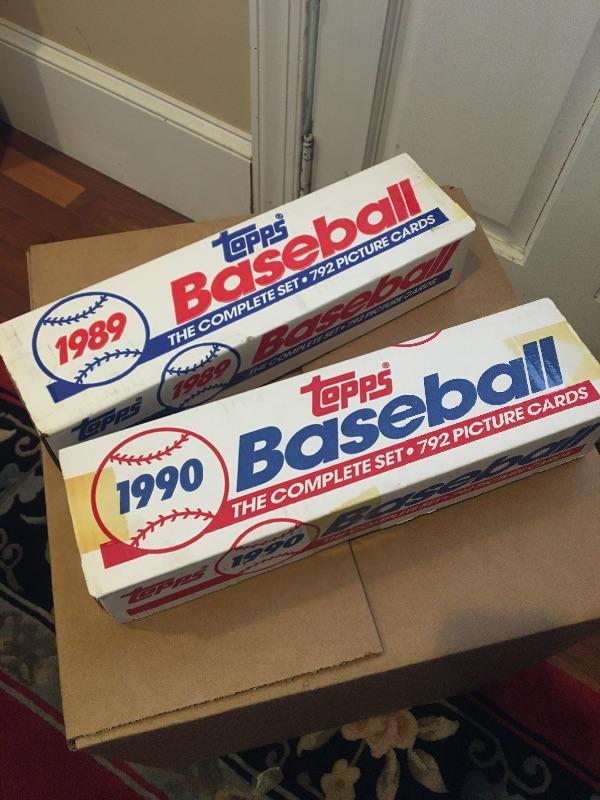 Topps®
Baseball
1989
THE COMPLETE SET • 792 PICTURE CARDS
Topps
1989
Baseball
THE COMPLETE SET • 792 PICTURE CARDS
Topps®
Baseball
1990
THE COMPLETE SET • 792 PICTURE CARDS
Topps
1990
Baseball